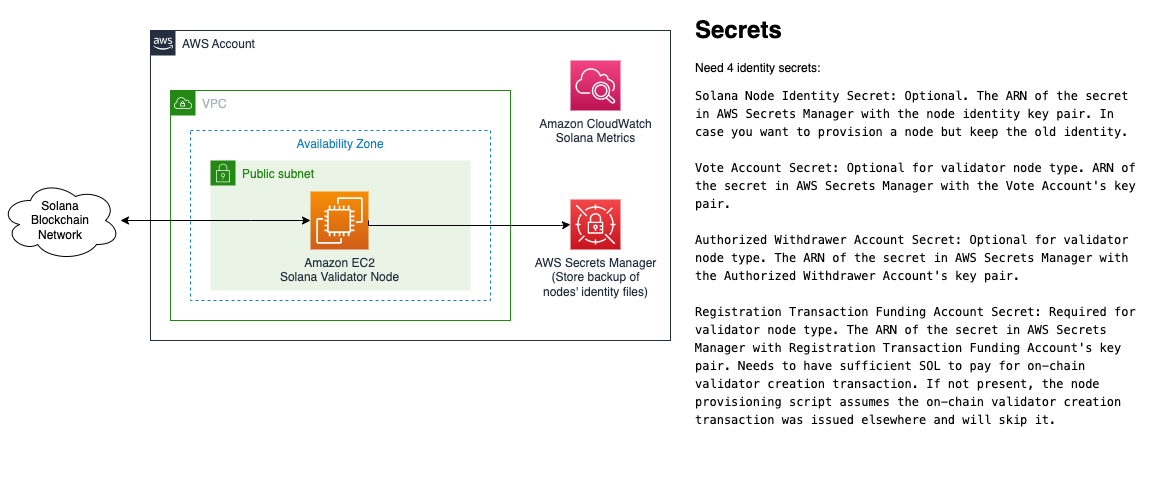 aws
AWS Account
VPC
Availability Zone
Public subnet
Solana
Blockchain
Network
Amazon EC2
Solana Validator Node
Amazon CloudWatch
Solana Metrics
AWS Secrets Manager
(Store backup of
nodes' identity files)
Secrets
Need 4 identity secrets:
Solana Node Identity Secret: Optional. The ARN of the secret
in AWS Secrets Manager with the node identity key pair. In
case you want to provision a node but keep the old identity.
Vote Account Secret: Optional for validator node type. ARN of
the secret in AWS Secrets Manager with the Vote Account's key
pair.
Authorized Withdrawer Account Secret: Optional for validator
node type. The ARN of the secret in AWS Secrets Manager with
the Authorized Withdrawer Account's key pair.
Registration Transaction Funding Account Secret: Required for
validator node type. The ARN of the secret in AWS Secrets
Manager with Registration Transaction Funding Account's key
pair. Needs to have sufficient SOL to pay for on-chain
validator creation transaction. If not present, the node
provisioning script assumes the on-chain validator creation
transaction was issued elsewhere and will skip it.